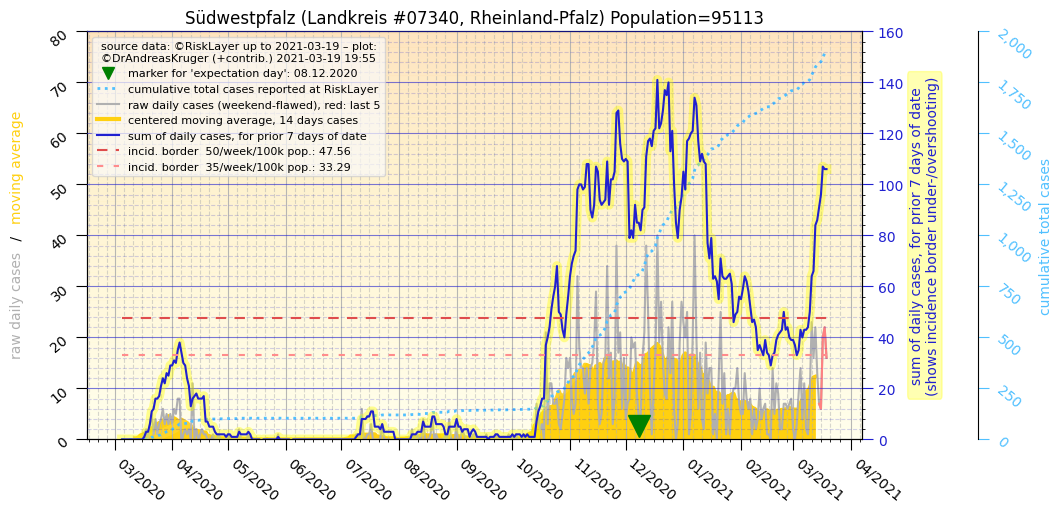 Südwestpfalz (Landkreis #07340, Rheinland-Pfalz) Population=95113
source data: ©RiskLayer up to 2021-03-19 – plot:
©DrAndreasKruger (+contrib.) 2021-03-19 19:55
marker for 'expectation day': 08.12.2020
cumulative total cases reported at RiskLayer
raw daily cases (weekend-flawed), red: last 5
centered moving average, 14 days cases
sum of daily cases, for prior 7 days of date
incid. border 50/week/100k pop.: 47.56
incid. border 35/week/100k pop.: 33.29
raw daily cases / moving average
80
70
60
50
40
30
20
10
0
03/2020
04/2020
05/2020
06/2020
07/2020
08/2020
09/2020
10/2020
11/2020
12/2020
01/2021
02/2021
03/2021
04/2021
160
140
120
100
80
60
40
20
0
sum of daily cases, for prior 7 days of date
(shows incidence border under-/overshooting)
2,000
1,750
1,500
1,250
1,000
750
500
250
0
cumulative total cases